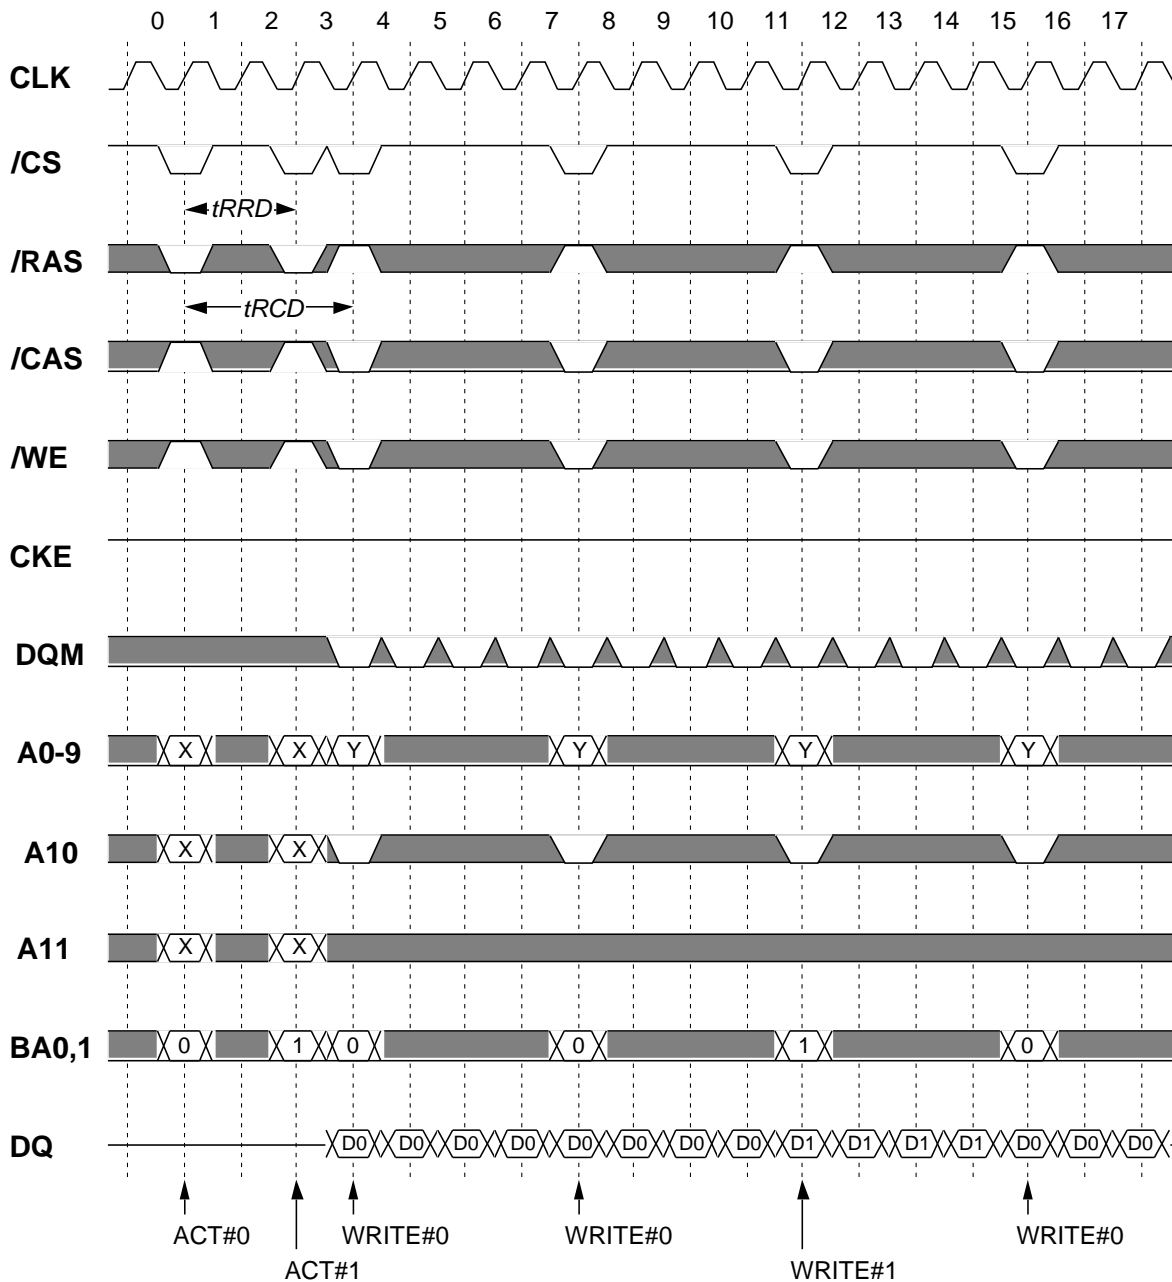 0 1 2 3 4 5 6 7 8 9 10 11 12 13 14 15 16 17
CLK
/CS
tRRD
/RAS
tRCD
/CAS
/WE
CKE
DQM
A0-9 X X Y Y Y Y
A10 X X
A11 X X
BA0,1 0 1 0 0 1 0
DQ D0 D0 D0 D0 D0 D0 D0 D0 D1 D1 D1 D1 D0 D0 D0
ACT#0 WRITE#0 WRITE#0 WRITE#0
ACT#1 WRITE#1